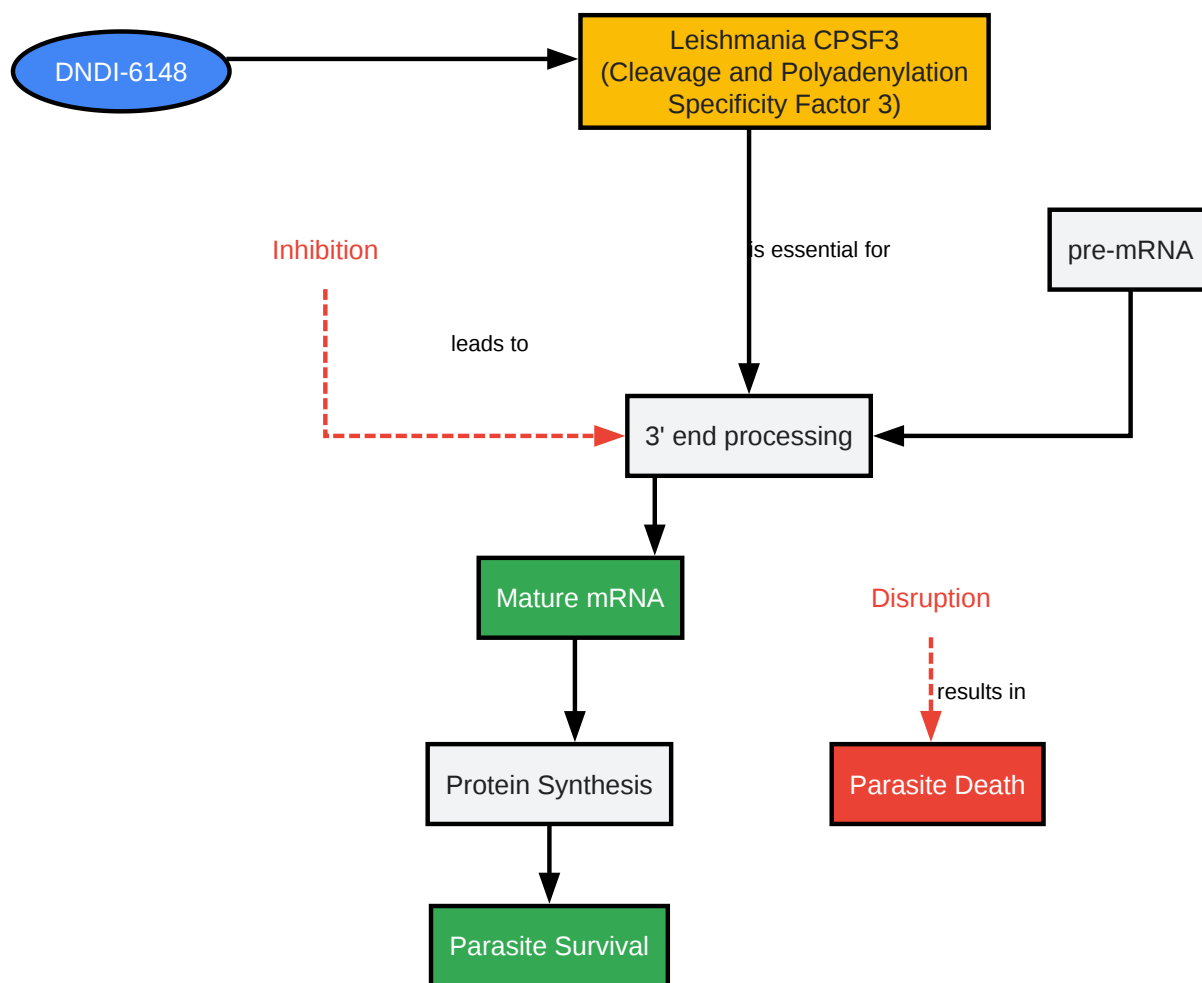 DNDI-6148
Leishmania CPSF3
(Cleavage and Polyadenylation
Specificity Factor 3)
Inhibition
is essential for
pre-mRNA
leads to
3' end processing
Mature mRNA
Disruption
results in
Protein Synthesis
Parasite Death
Parasite Survival